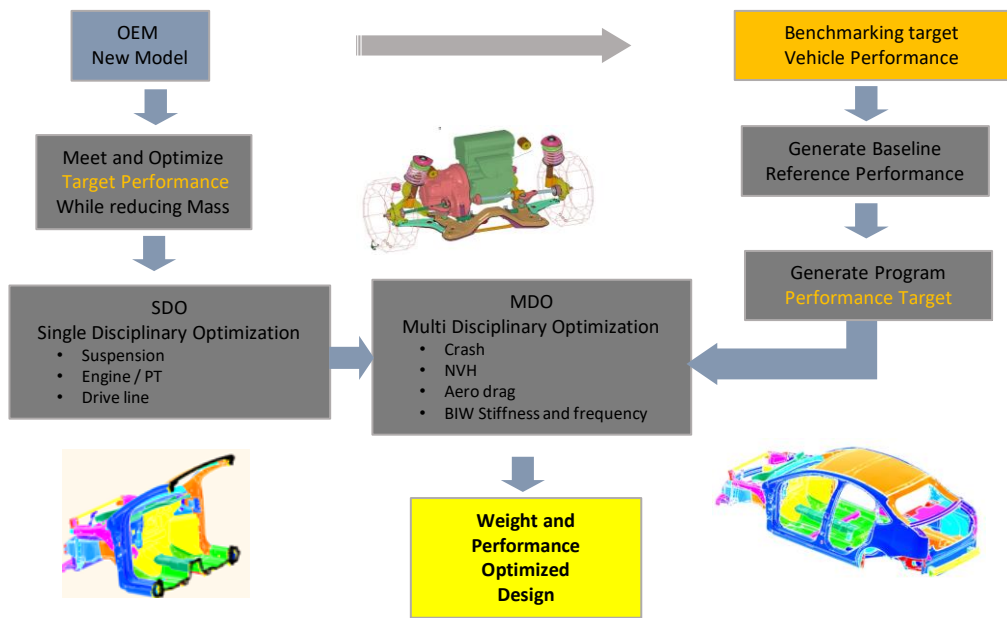 OEM
New Model
Benchmarking target
Vehicle Performance
Meet and Optimize
Target Performance
While reducing Mass
Generate Baseline
Reference Performance
Generate Program
Performance Target
SDO
Single Disciplinary Optimization
• Suspension
• Engine / PT
• Drive line
MDO
Multi Disciplinary Optimization
• Crash
• NVH
• Aero drag
• BIW Stiffness and frequency
Weight and
Performance
Optimized
Design